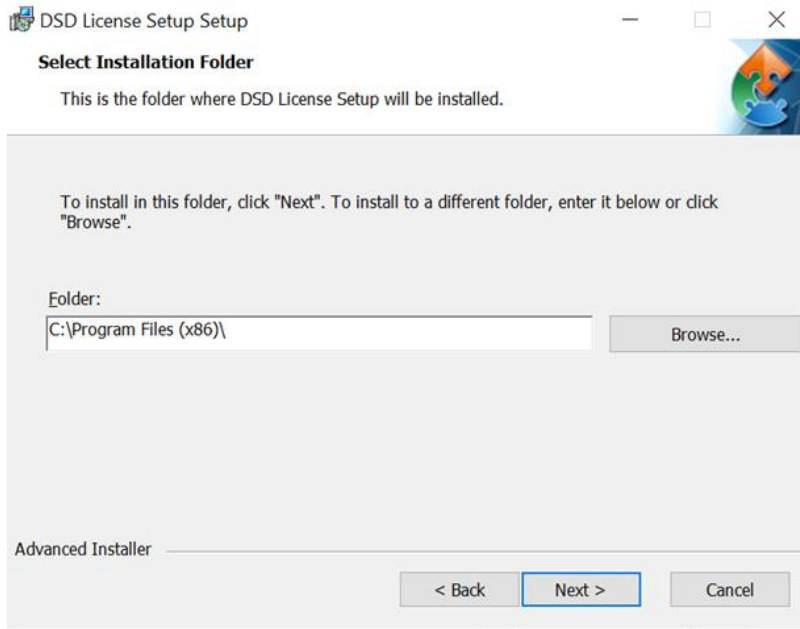 DSD License Setup Setup
Select Installation Folder
This is the folder where DSD License Setup will be installed.
To install in this folder, click "Next". To install to a different folder, enter it below or click
"Browse".
Folder:
C:\Program Files (x86)\
Browse...
Advanced Installer
< Back
Next >
Cancel